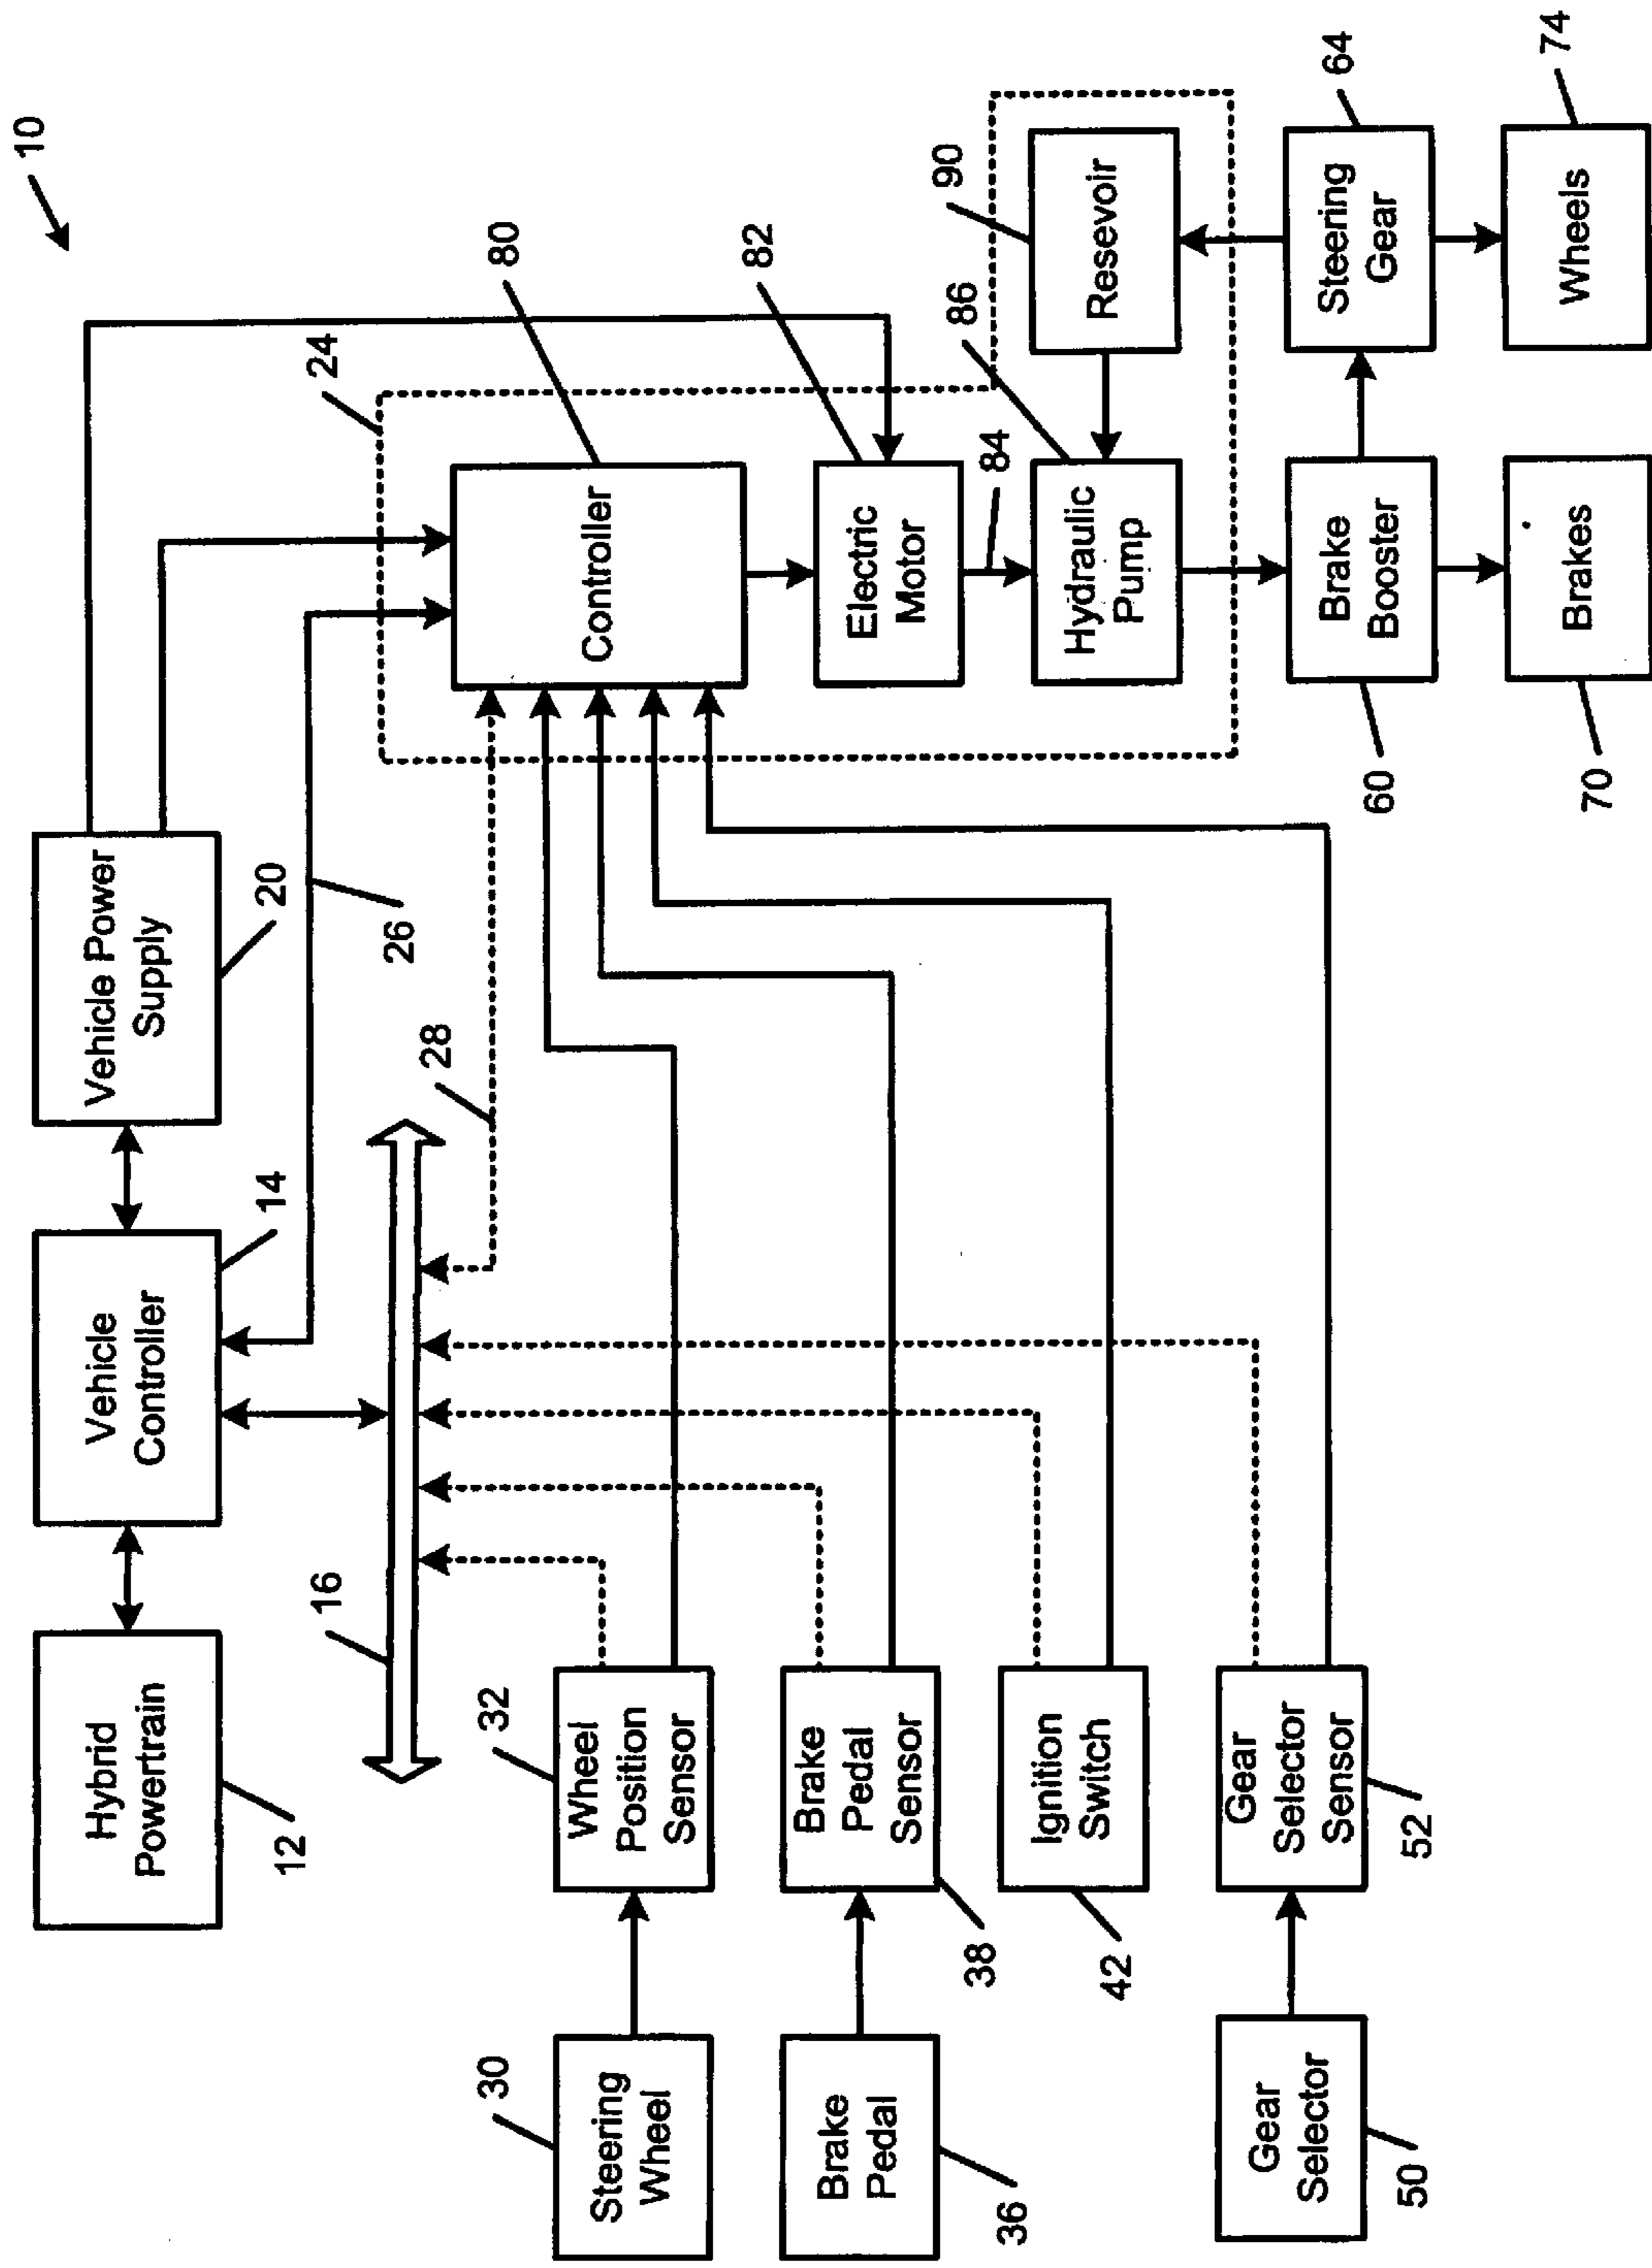 10
Hybrid
Powertrain
12
Vehicle
Controller
14
Vehicle Power
Supply
20
16
26
28
24
30
Steering
Wheel
32
Wheel
Position
Sensor
36
Brake
Pedal
Brake
Pedal
Sensor
38
Ignition
Switch
42
Gear
Selector
50
Gear
Selector
Sensor
52
Controller
80
Electric
Motor
82
84
Hydraulic
Pump
86
Resevoir
90
Brake
Booster
60
Steering
Gear
64
Brakes
70
Wheels
74